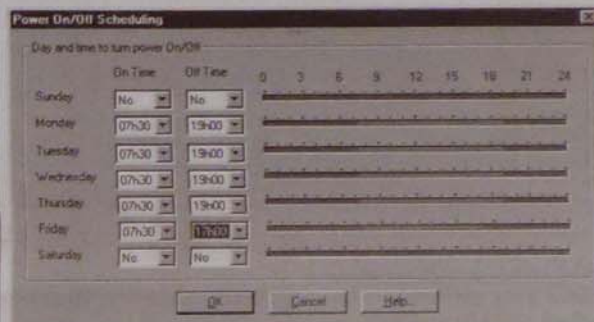 Power On/Off Scheduling
Day and time to turn power On/Off
On Time Off Time 0 3 6 9 12 15 18 21 24
Sunday No No
Monday 07h30 19h00
Tuesday 07h30 19h00
Wednesday 07h30 19h00
Thursday 07h30 19h00
Friday 07h30 17h00
Saturday No No
OK Cancel Help...